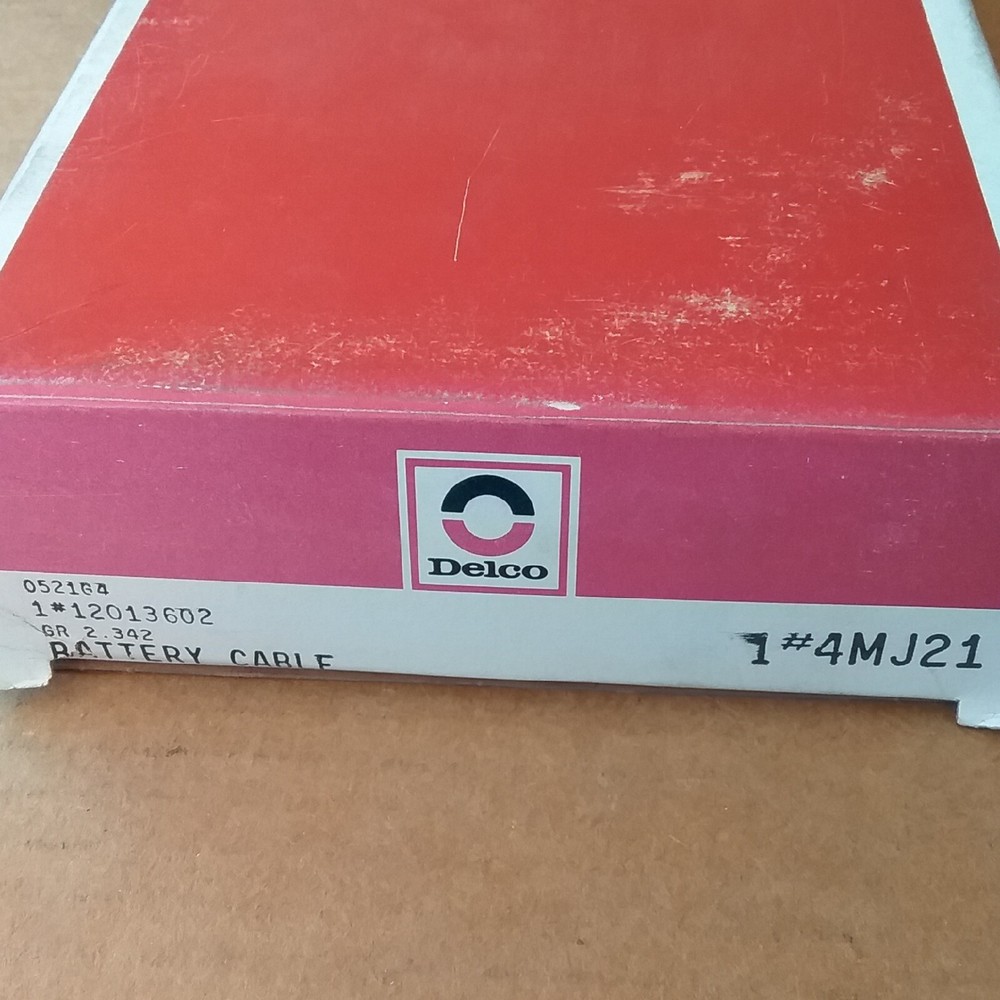 Delco
052164
1#12013602
GR 2.342
BATTERY CABLE
1#4MJ21